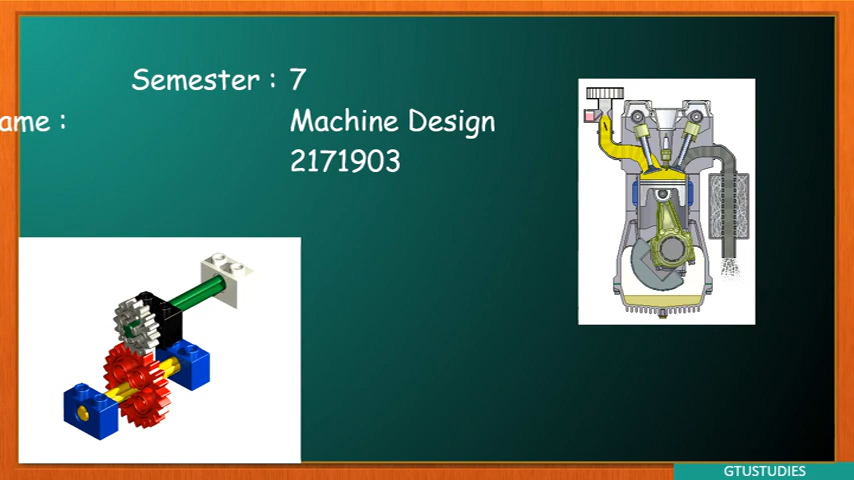 Semester : 7
ame : Machine Design
2171903
GTUSTUDIES